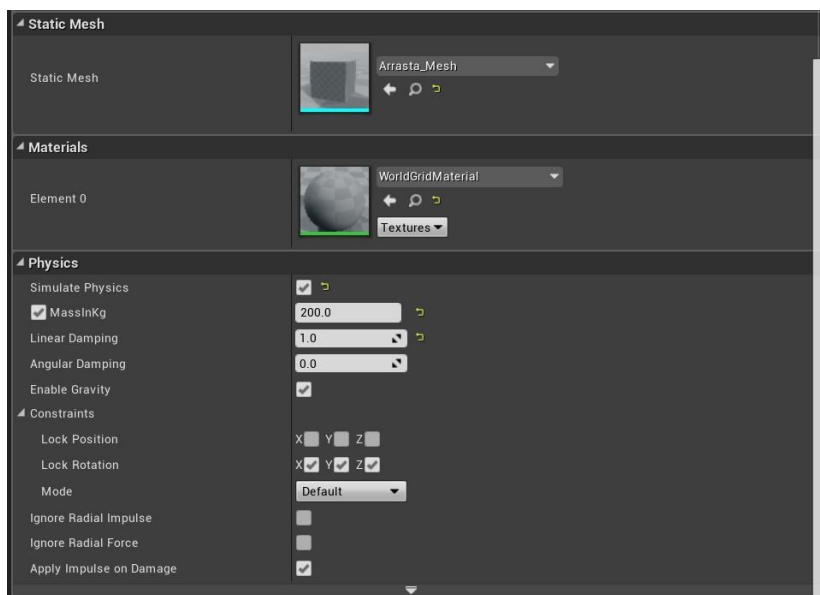 Static Mesh
Static Mesh
Arrasta_Mesh
Materials
Element 0
WorldGridMaterial
Textures
Physics
Simulate Physics
MassInKg 200.0
Linear Damping 1.0
Angular Damping 0.0
Enable Gravity
Constraints
Lock Position X Y Z
Lock Rotation X Y Z
Mode Default
Ignore Radial Impulse
Ignore Radial Force
Apply Impulse on Damage